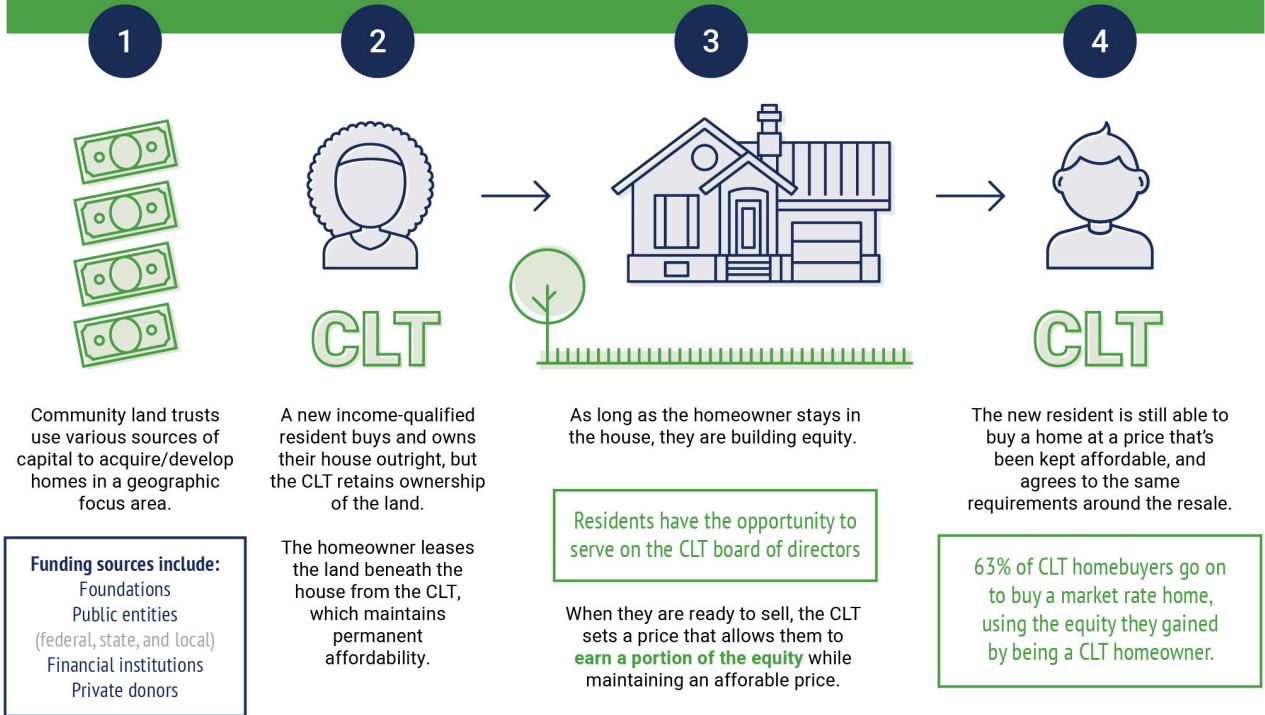 1
2
3
4
CLT
CLT
Community land trusts
use various sources of
capital to acquire/develop
homes in a geographic
focus area.
Funding sources include:
Foundations
Public entities
(federal, state, and local)
Financial institutions
Private donors
A new income-qualified
resident buys and owns
their house outright, but
the CLT retains ownership
of the land.
The homeowner leases
the land beneath the
house from the CLT,
which maintains
permanent
affordability.
As long as the homeowner stays in
the house, they are building equity.
Residents have the opportunity to
serve on the CLT board of directors
When they are ready to sell, the CLT
sets a price that allows them to
earn a portion of the equity while
maintaining an afforable price.
The new resident is still able to
buy a home at a price that's
been kept affordable, and
agrees to the same
requirements around the resale.
63% of CLT homebuyers go on
to buy a market rate home,
using the equity they gained
by being a CLT homeowner.